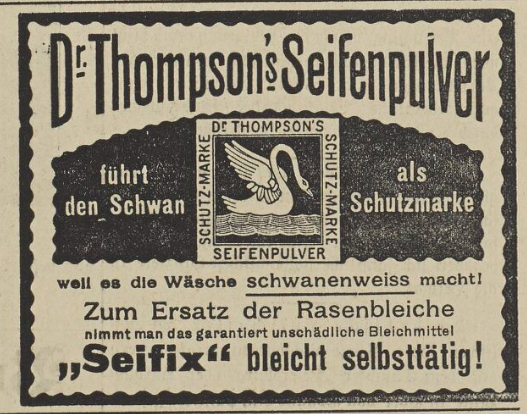 Dr. Thompson's Seifenpulver
führt
den Schwan
DR THOMPSON'S
SCHUTZ-MARKE
SCHUTZ-MARKE
SEIFENPULVER
als
Schutzmarke
weil es die Wäsche schwanenweiss macht!
Zum Ersatz der Rasenbleiche
nimmt man das garantiert unschädliche Bleichmittel
„Seifix“ bleicht selbsttätig!